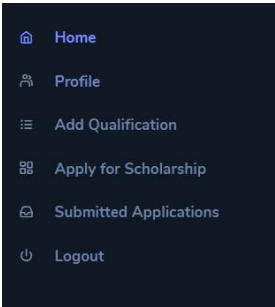 Home
Profile
Add Qualification
Apply for Scholarship
Submitted Applications
Logout